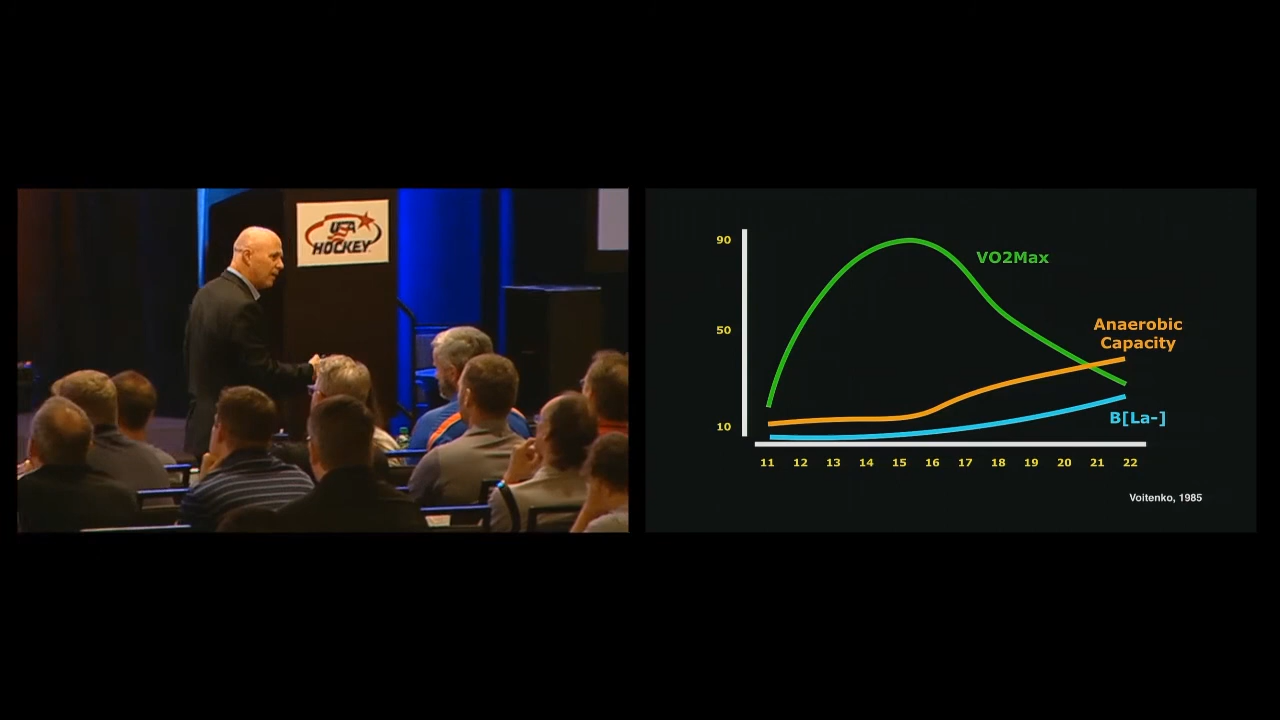 USA
HOCKEY
90
50
10
VO2Max
Anaerobic
Capacity
B[La-]
11 12 13 14 15 16 17 18 19 20 21 22
Voitenko, 1985